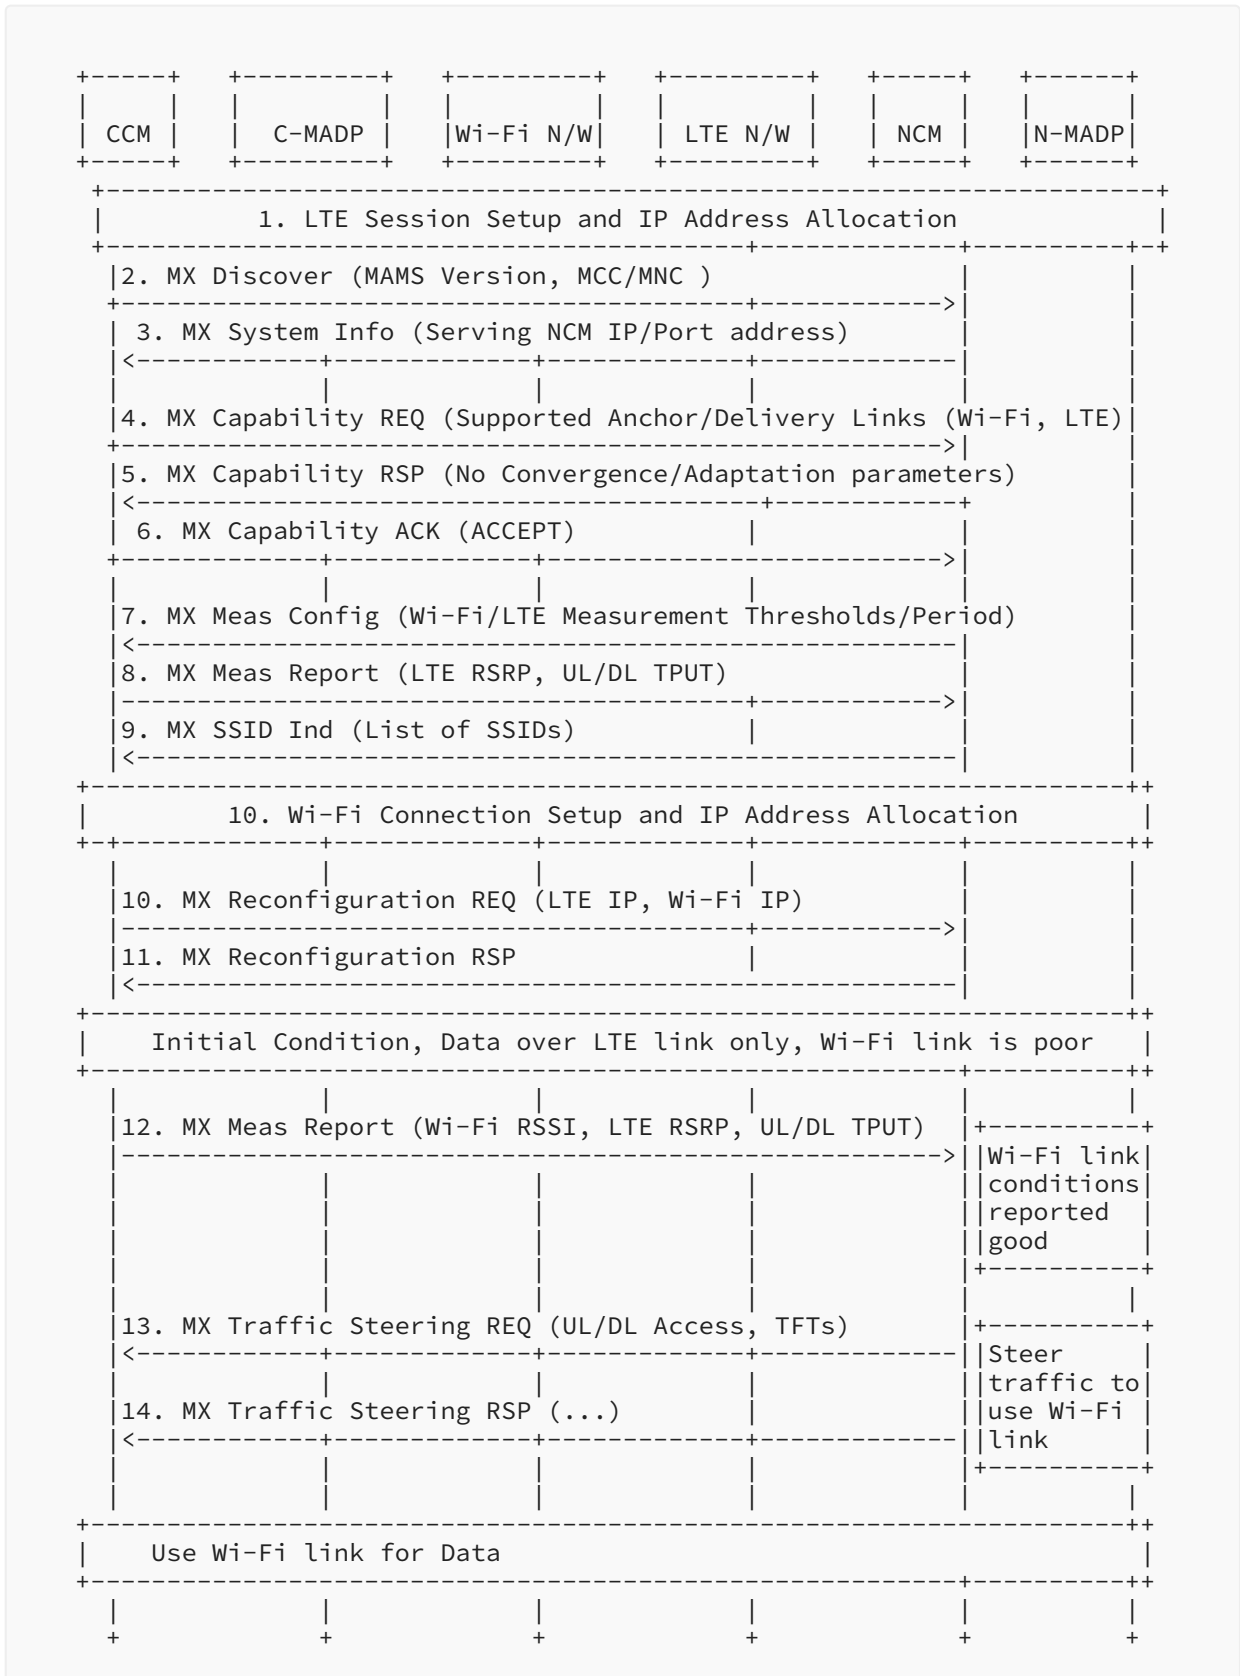 CCM C-MADP Wi-Fi N/W LTE N/W NCM N-MADP
1. LTE Session Setup and IP Address Allocation
2. MX Discover (MAMS Version, MCC/MNC )
3. MX System Info (Serving NCM IP/Port address)
4. MX Capability REQ (Supported Anchor/Delivery Links (Wi-Fi, LTE)
5. MX Capability RSP (No Convergence/Adaptation parameters)
6. MX Capability ACK (ACCEPT)
7. MX Meas Config (Wi-Fi/LTE Measurement Thresholds/Period)
8. MX Meas Report (LTE RSRP, UL/DL TPUT)
9. MX SSID Ind (List of SSIDs)
10. Wi-Fi Connection Setup and IP Address Allocation
10. MX Reconfiguration REQ (LTE IP, Wi-Fi IP)
11. MX Reconfiguration RSP
Initial Condition, Data over LTE link only, Wi-Fi link is poor
12. MX Meas Report (Wi-Fi RSSI, LTE RSRP, UL/DL TPUT)
Wi-Fi link
conditions
reported
good
13. MX Traffic Steering REQ (UL/DL Access, TFTs)
Steer
traffic to
14. MX Traffic Steering RSP (...) use Wi-Fi
link
Use Wi-Fi link for Data